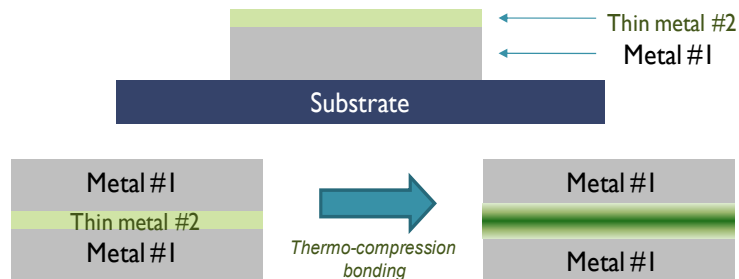 Thin metal #2
Metal #1
Substrate
Metal #1
Thin metal #2
Metal #1
Thermo-compression
bonding
Metal #1
Metal #1